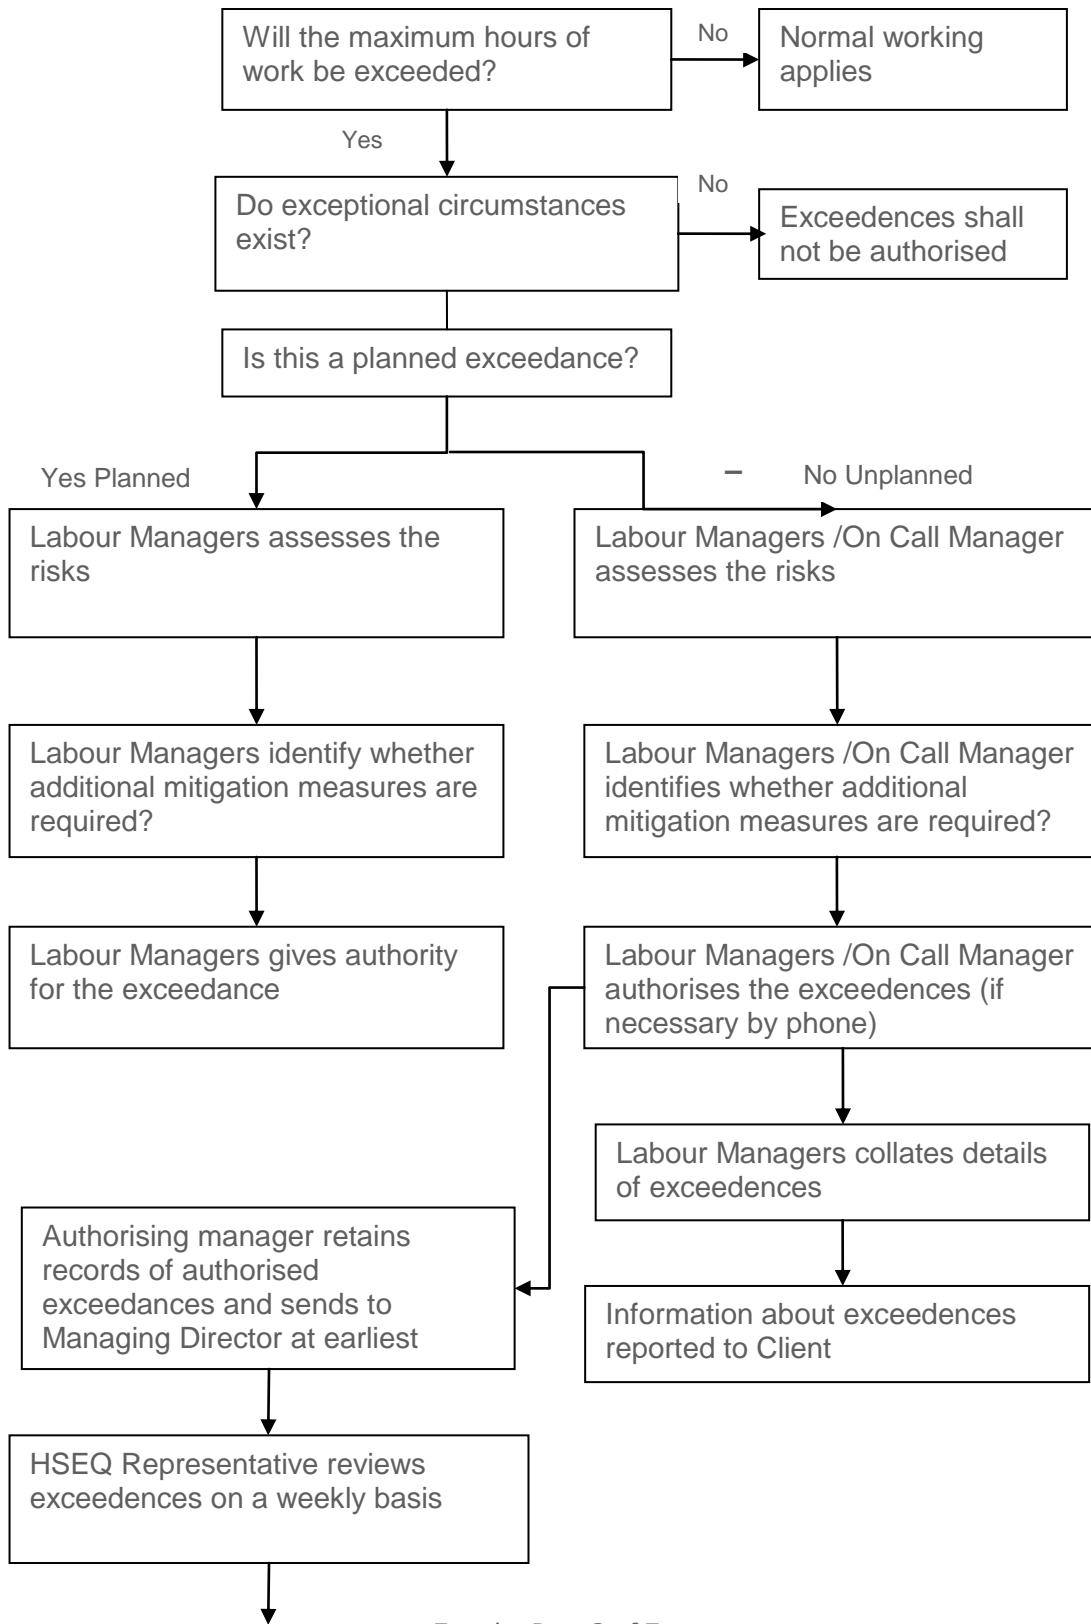 Will the maximum hours of
work be exceeded?
No
Normal working
applies
Yes
Do exceptional circumstances
exist?
No
Exceedences shall
not be authorised
Is this a planned exceedance?
Yes Planned
– No Unplanned
Labour Managers assesses the
risks
Labour Managers /On Call Manager
assesses the risks
Labour Managers identify whether
additional mitigation measures are
required?
Labour Managers /On Call Manager
identifies whether additional
mitigation measures are required?
Labour Managers gives authority
for the exceedance
Labour Managers /On Call Manager
authorises the exceedences (if
necessary by phone)
Labour Managers collates details
of exceedences
Authorising manager retains
records of authorised
exceedances and sends to
Managing Director at earliest
Information about exceedences
reported to Client
HSEQ Representative reviews
exceedences on a weekly basis